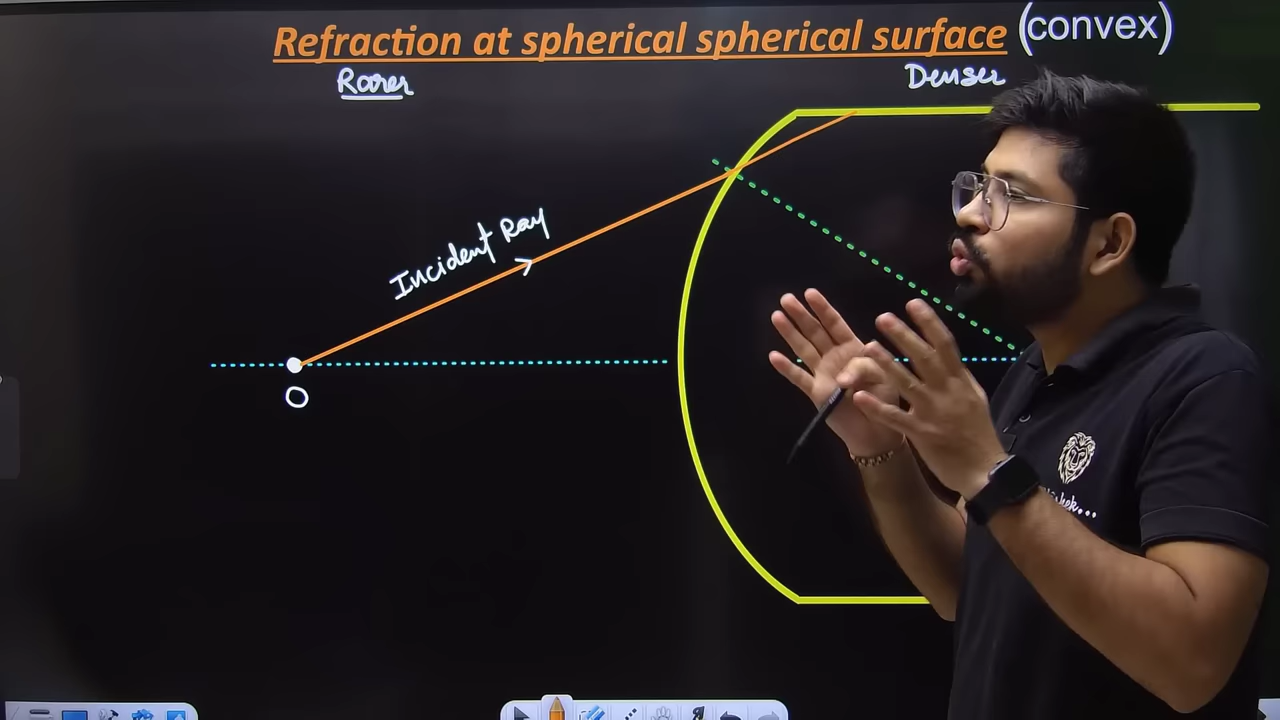 Refraction at spherical spherical surface (convex)
Rarer
Denser
Incident Ray
O